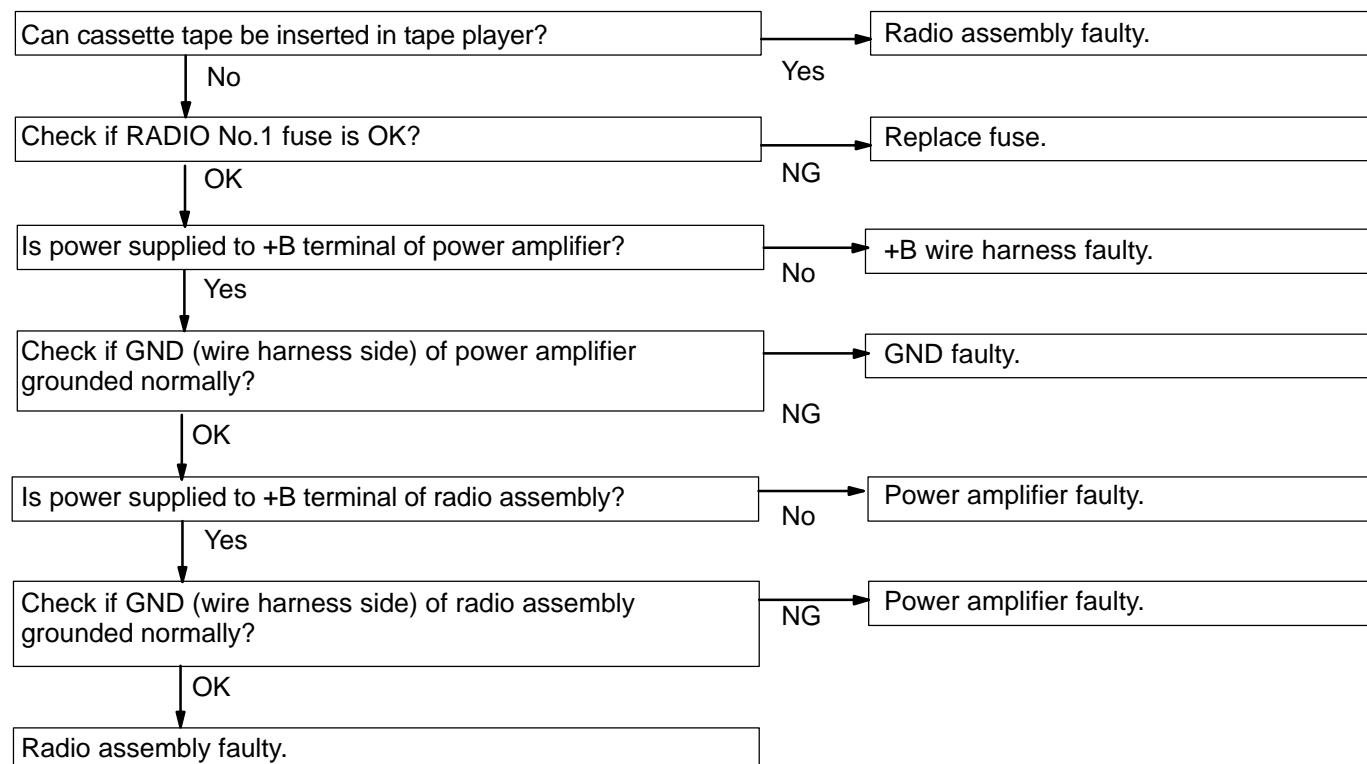 Can cassette tape be inserted in tape player?
Radio assembly faulty.
Yes
No
Check if RADIO No.1 fuse is OK?
Replace fuse.
NG
OK
Is power supplied to +B terminal of power amplifier?
+B wire harness faulty.
No
Yes
Check if GND (wire harness side) of power amplifier
grounded normally?
GND faulty.
NG
OK
Is power supplied to +B terminal of radio assembly?
Power amplifier faulty.
No
Yes
Check if GND (wire harness side) of radio assembly
grounded normally?
Power amplifier faulty.
NG
OK
Radio assembly faulty.